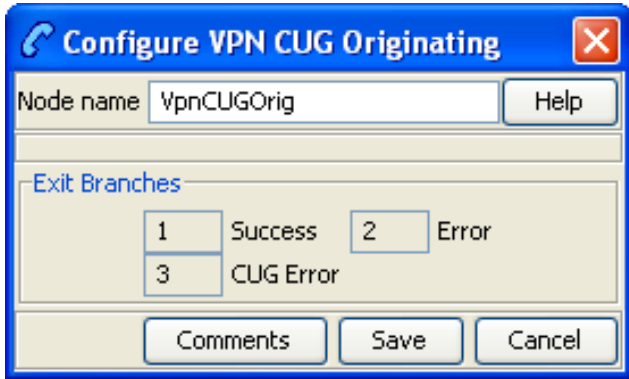 Configure VPN CUG Originating
Node name VpnCUGOrig Help
Exit Branches
1 Success 2 Error
3 CUG Error
Comments Save Cancel